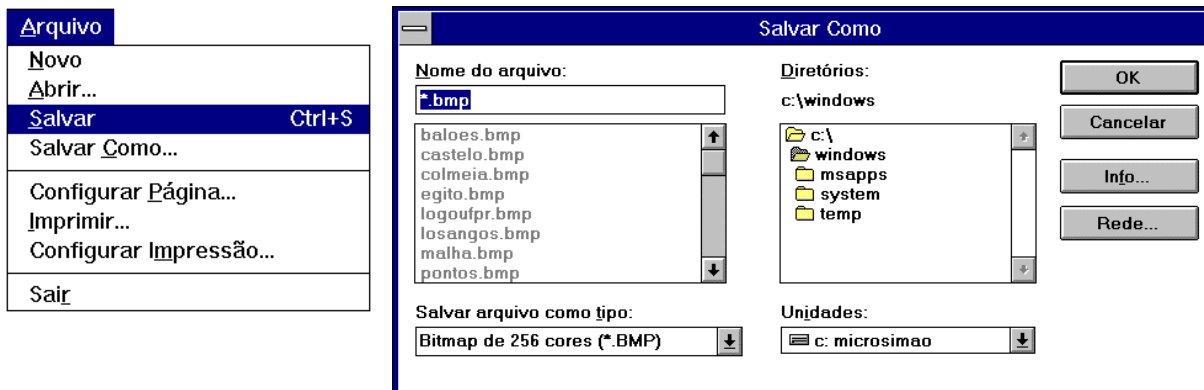 Arquivo
Novo
Abrir...
Salvar Ctrl+S
Salvar Como...
Configurar Página...
Imprimir...
Configurar Impressão...
Sair
Salvar Como
Nome do arquivo:
*.bmp
baloes.bmp
castelo.bmp
colmeia.bmp
egito.bmp
logoufpr.bmp
losangos.bmp
malha.bmp
pontos.bmp
Salvar arquivo como tipo:
Bitmap de 256 cores (*.BMP)
Diretórios:
c:\windows
c:\
windows
msapps
system
temp
Unidades:
c: microsimao
OK
Cancelar
Info...
Rede...